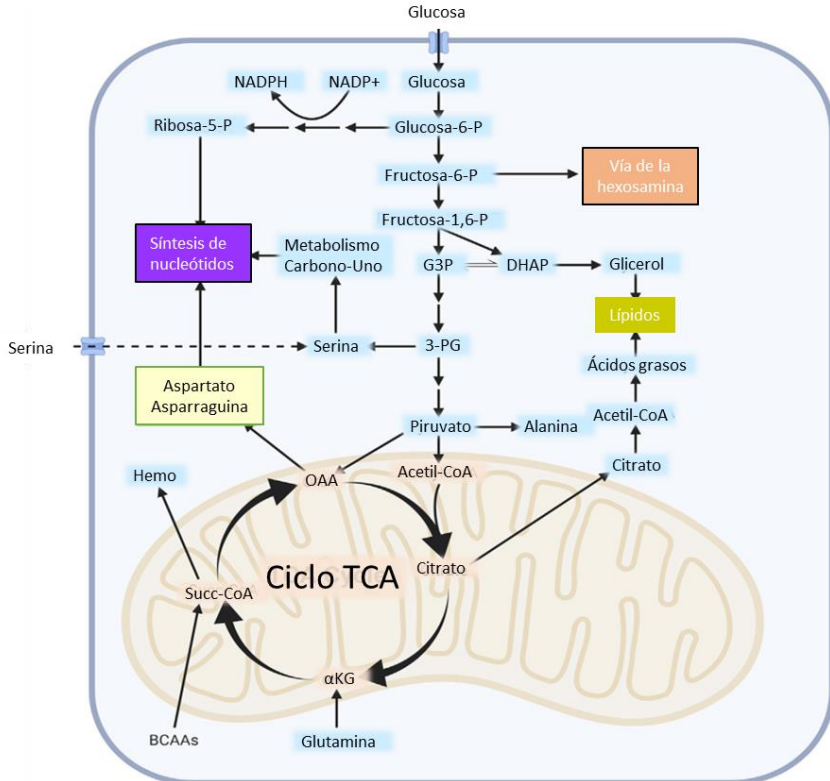 Glucosa
NADPH
NADP+
Glucosa
Ribosa-5-P
Glucosa-6-P
Fructosa-6-P
Vía de la
hexosamina
Fructosa-1,6-P
Síntesis de
nucleótidos
Metabolismo
Carbono-Uno
G3P
DHAP
Glicerol
Lípidos
Serina
Serina
3-PG
Ácidos grasos
Aspartato
Asparraguina
Piruvato
Alanina
Acetil-CoA
Hemo
OAA
Acetil-CoA
Citrato
Ciclo TCA
Citrato
Succ-CoA
αKG
BCAAs
Glutamina